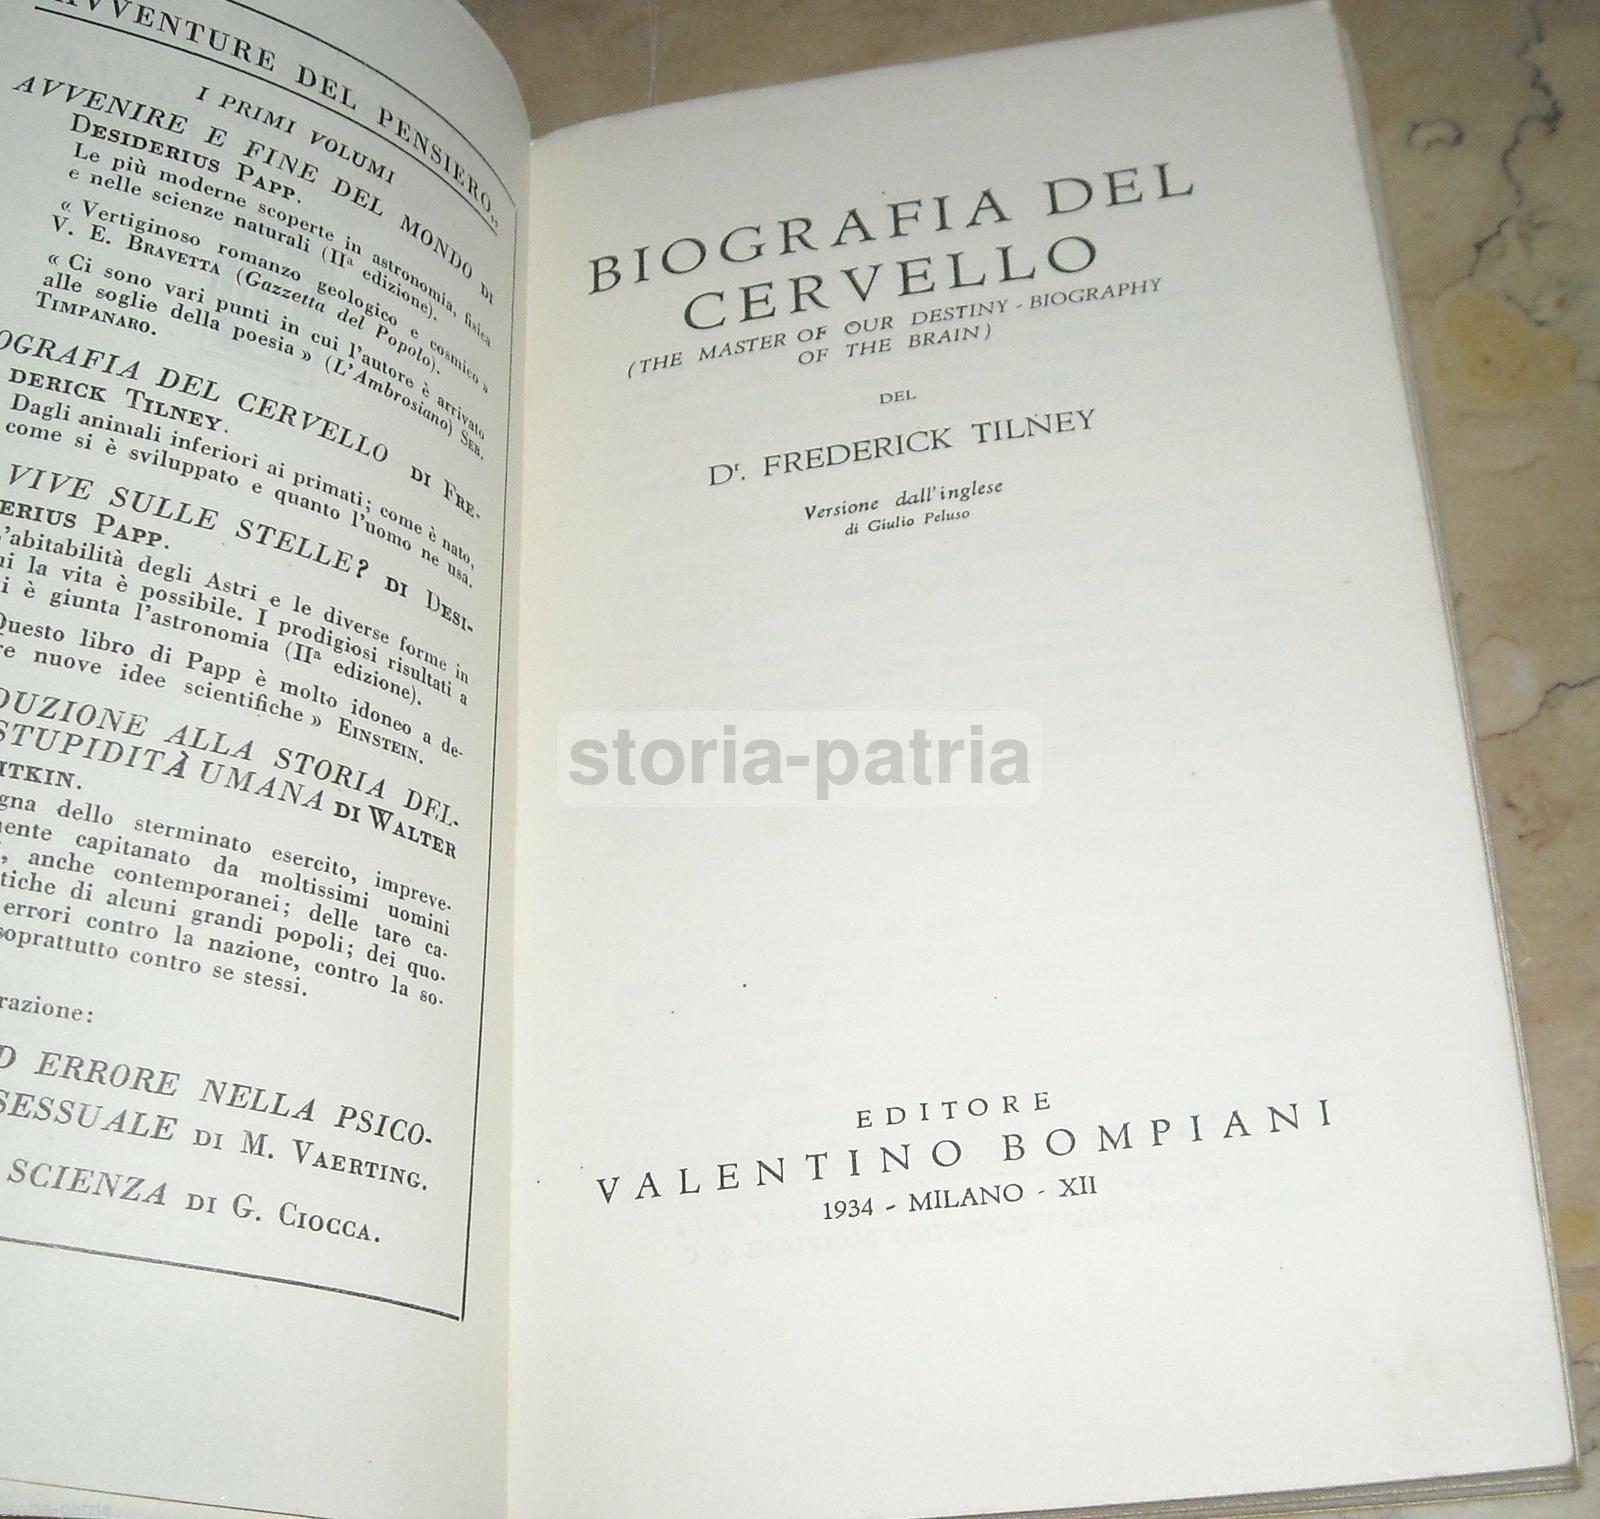 AVVENTURE DEL PENSIERO"
I PRIMI VOLUMI
AVVENIRE E FINE DEL MONDO DI
DESIDERIUS PAPP.
Le più moderne scoperte in astronomia, fisica
e nelle scienze naturali (IIª edizione).
« Vertiginoso romanzo geologico e cosmico »
V. E. BRAVETTA (Gazzetta del Popolo).
« Ci sono vari punti in cui l'autore è arrivato
alle soglie della poesia » (L'Ambrosiano) SEB.
TIMPANARO.
OGRAFIA DEL CERVELLO DI FRE-
DERICK TILNEY.
Dagli animali inferiori ai primati; come è nato,
come si è sviluppato e quanto l'uomo ne usa.
VIVE SULLE STELLE? DI DESI-
ERIUS PAPP.
L'abitabilità degli Astri e le diverse forme in
ui la vita è possibile. I prodigiosi risultati a
i è giunta l'astronomia (IIª edizione).
Questo libro di Papp è molto idoneo a de-
re nuove idee scientifiche » EINSTEIN.
DUZIONE ALLA STORIA DEL-
STUPIDITÀ UMANA DI WALTER
ITKIN.
gna dello sterminato esercito, impreve-
mente capitanato da moltissimi uomini
, anche contemporanei; delle tare ca-
tiche di alcuni grandi popoli; dei quo-
errori contro la nazione, contro la so-
soprattutto contro se stessi.
razione:
D ERRORE NELLA PSICO-
SESSUALE DI M. VAERTING.
SCIENZA DI G. CIOCCA.
BIOGRAFIA DEL
CERVELLO
(THE MASTER OF OUR DESTINY - BIOGRAPHY
OF THE BRAIN)
DEL
Dr. FREDERICK TILNEY
Versione dall'inglese
di Giulio Peluso
storia-patria
EDITORE
VALENTINO BOMPIANI
1934 - MILANO - XII
storia-patria